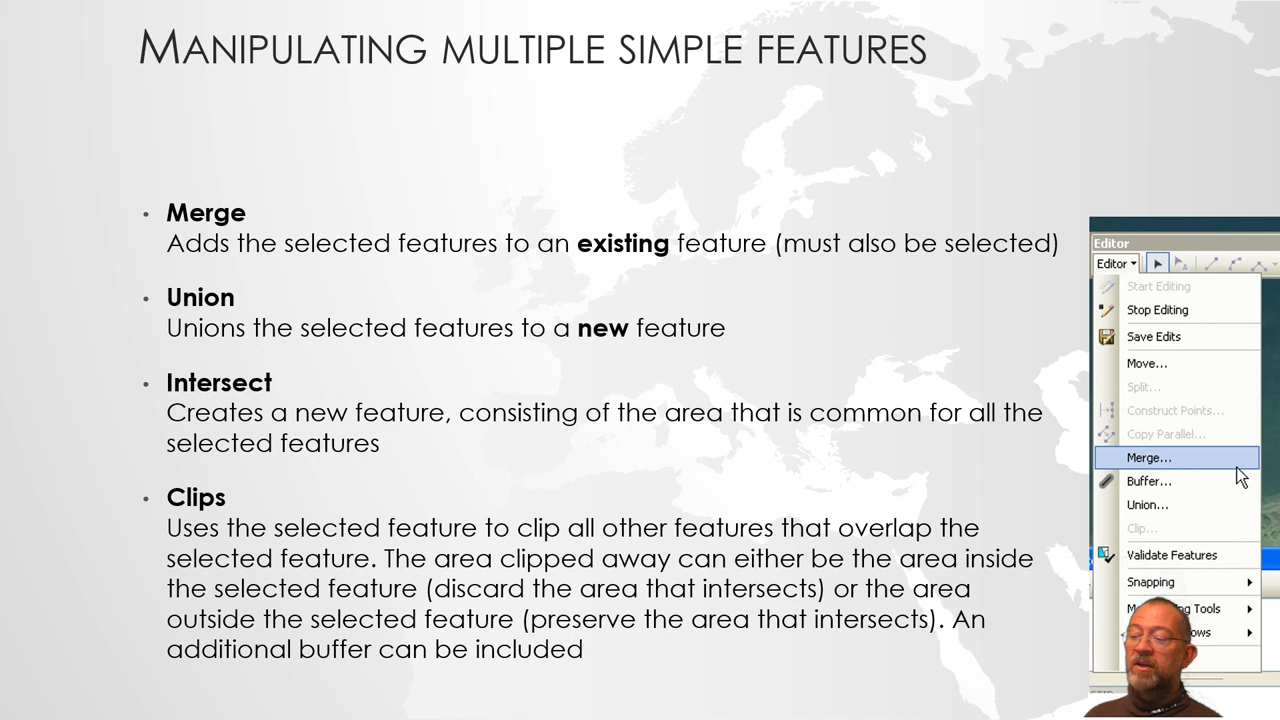 MANIPULATING MULTIPLE SIMPLE FEATURES
• Merge
Adds the selected features to an existing feature (must also be selected)
• Union
Unions the selected features to a new feature
• Intersect
Creates a new feature, consisting of the area that is common for all the
selected features
• Clips
Uses the selected feature to clip all other features that overlap the
selected feature. The area clipped away can either be the area inside
the selected feature (discard the area that intersects) or the area
outside the selected feature (preserve the area that intersects). An
additional buffer can be included
Editor
Editor
Start Editing
Stop Editing
Save Edits
Move...
Split...
Construct Points...
Copy Parallel...
Merge...
Buffer...
Union...
Clip...
Validate Features
Snapping
Tools